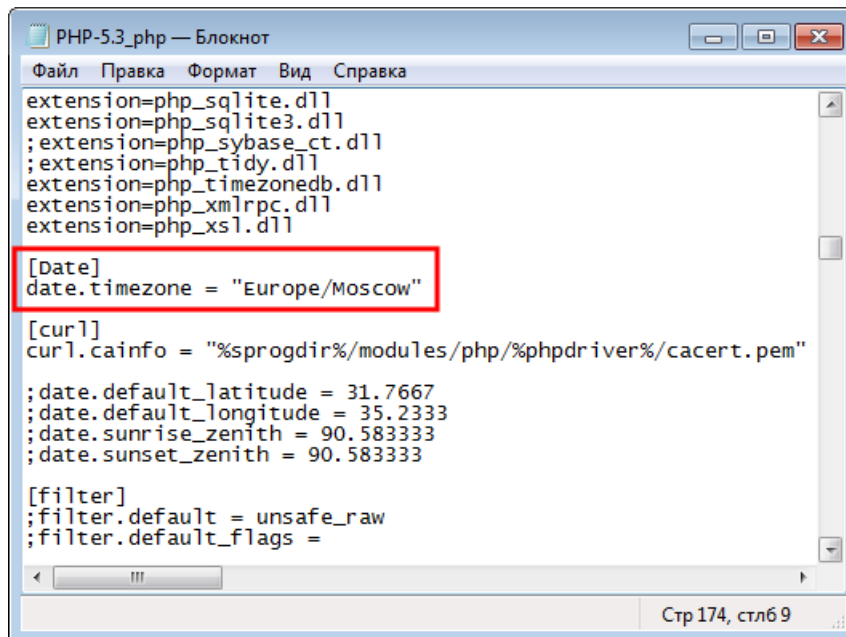 PHP-5.3_php — Блокнот
Файл Правка Формат Вид Справка
extension=php_sqlite.dll
extension=php_sqlite3.dll
;extension=php_sybase_ct.dll
;extension=php_tidy.dll
extension=php_timezonedb.dll
extension=php_xmlrpc.dll
extension=php_xsl.dll
[Date]
date.timezone = "Europe/Moscow"
[curl]
curl.cainfo = "%sprogdir%/modules/php/%phpdriver%/cacert.pem"
;date.default_latitude = 31.7667
;date.default_longitude = 35.2333
;date.sunrise_zenith = 90.583333
;date.sunset_zenith = 90.583333
[filter]
;filter.default = unsafe_raw
;filter.default_flags =
Стр 174, стлб 9